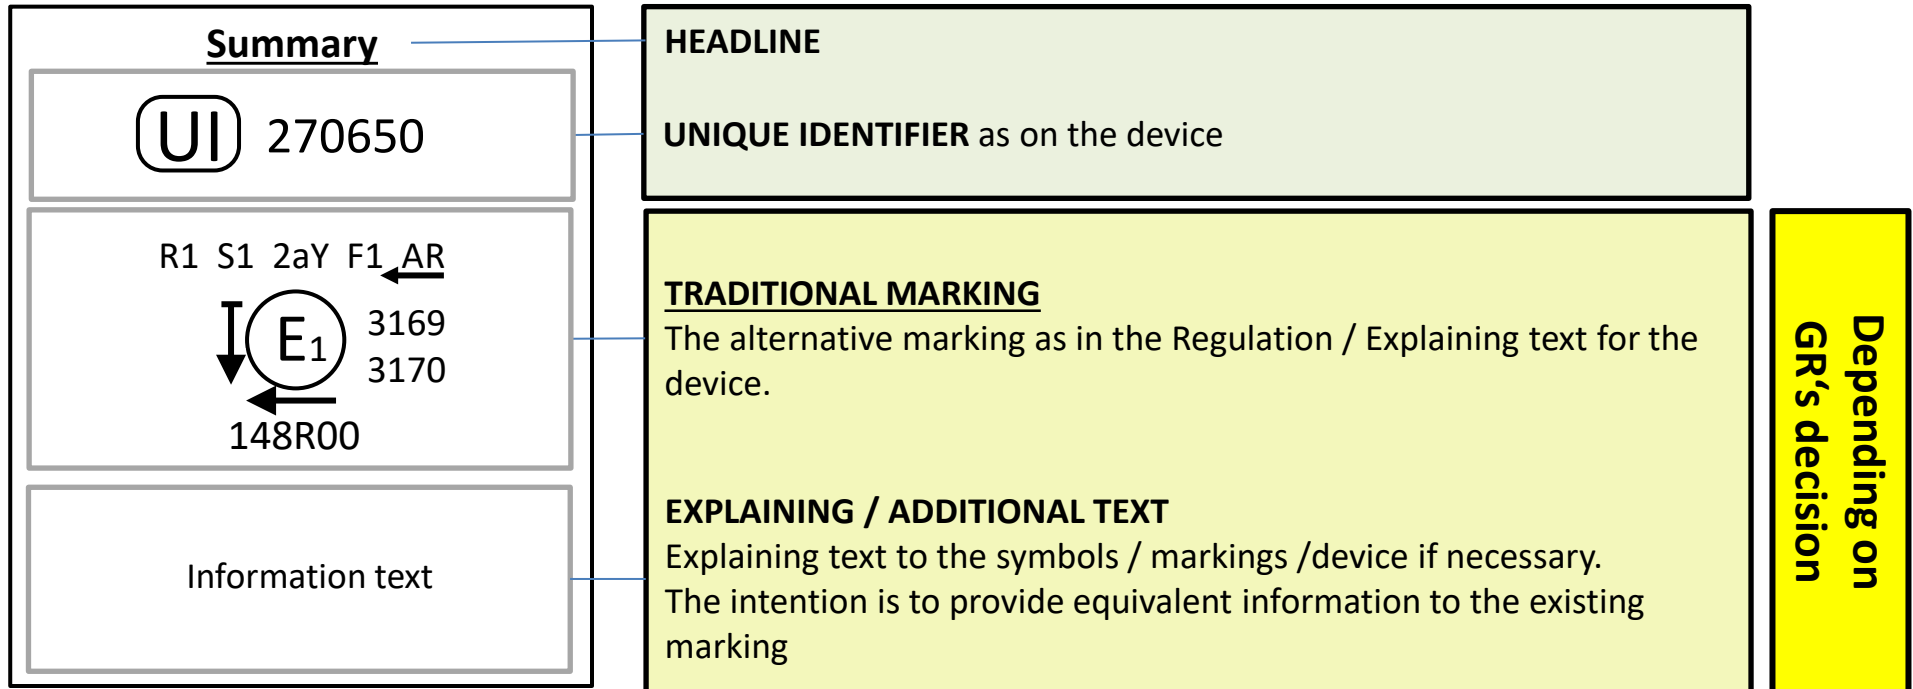 Summary
UI 270650
R1 S1 2aY F1 AR
E1
3169
3170
148R00
Information text
HEADLINE
UNIQUE IDENTIFIER as on the device
TRADITIONAL MARKING
The alternative marking as in the Regulation / Explaining text for the
device.
EXPLAINING / ADDITIONAL TEXT
Explaining text to the symbols / markings /device if necessary.
The intention is to provide equivalent information to the existing
marking
Depending on
GR‘s decision